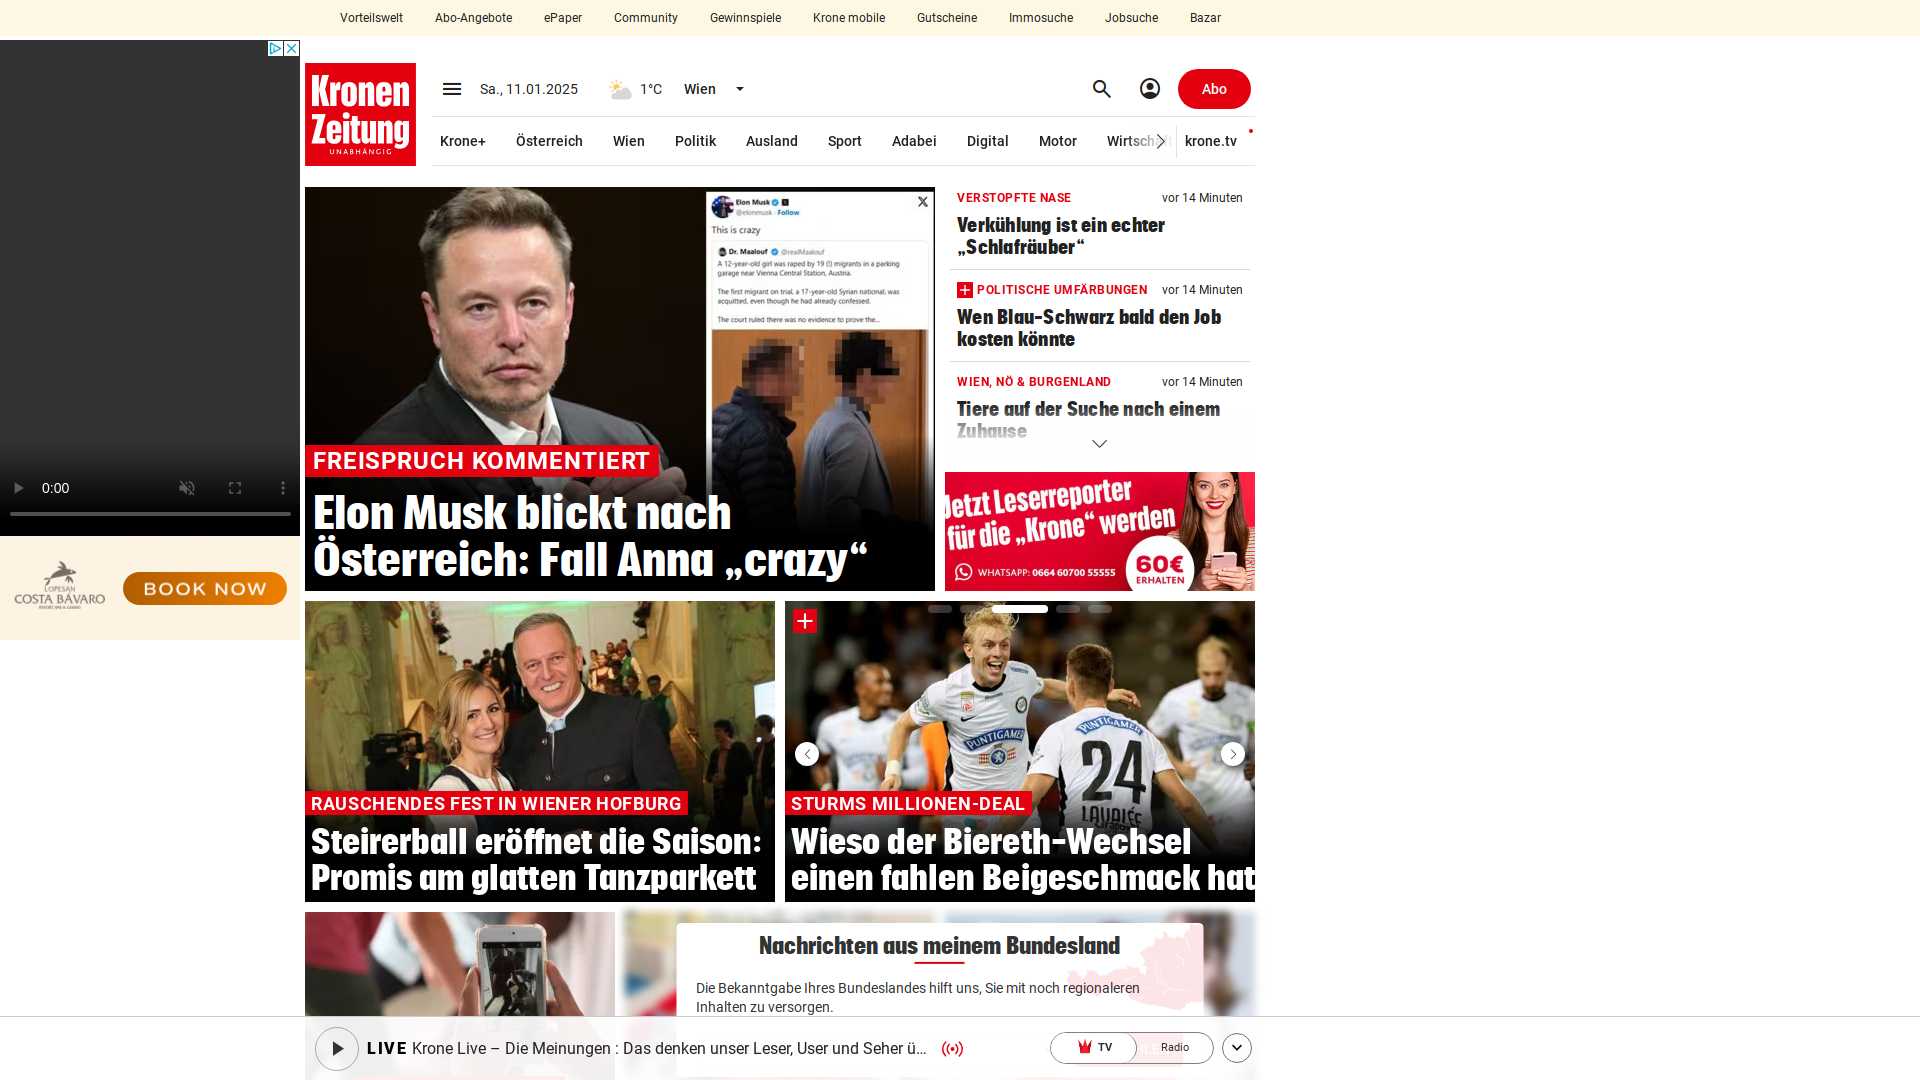 Vorteilswelt Abo-Angebote ePaper Community Gewinnspiele Krone mobile Gutscheine Immosuche Jobsuche Bazar
Kronen
Zeitung
UNABHÄNGIG
Sa., 11.01.2025 1°C Wien
Abo
Krone+ Österreich Wien Politik Ausland Sport Adabei Digital Motor krone.tv
0:00
LOPESAN
COSTA BÁVARO
BOOK NOW
Elon Musk
@elonmusk · Follow
This is crazy
Dr. Maalouf @realMaalouf
A 12-year-old girl was raped by 19 (!) migrants in a parking
garage near Vienna Central Station, Austria.
The first migrant on trial, a 17-year-old Syrian national, was
acquitted, even though he had already confessed.
The court ruled there was no evidence to prove the...
FREISPRUCH KOMMENTIERT
Elon Musk blickt nach
Österreich: Fall Anna „crazy“
VERSTOPFTE NASE vor 14 Minuten
Verkühlung ist ein echter
„Schlafräuber“
POLITISCHE UMFÄRBUNGEN vor 14 Minuten
Wen Blau-Schwarz bald den Job
kosten könnte
WIEN, NÖ & BURGENLAND vor 14 Minuten
Tiere auf der Suche nach einem
Zuhause
Jetzt Leserreporter
für die „Krone“ werden
WHATSAPP: 0664 60700 55555
60€
ERHALTEN
RAUSCHENDES FEST IN WIENER HOFBURG
Steirerball eröffnet die Saison:
Promis am glatten Tanzparkett
PUNTIGAMER
PUNTIGAMER
24
LAVALÉE
STURMS MILLIONEN-DEAL
Wieso der Biereth-Wechsel
einen fahlen Beigeschmack hat
Nachrichten aus meinem Bundesland
Die Bekanntgabe Ihres Bundeslandes hilft uns, Sie mit noch regionaleren
Inhalten zu versorgen.
LIVE Krone Live – Die Meinungen : Das denken unser Leser, User und Seher ü...
TV Radio